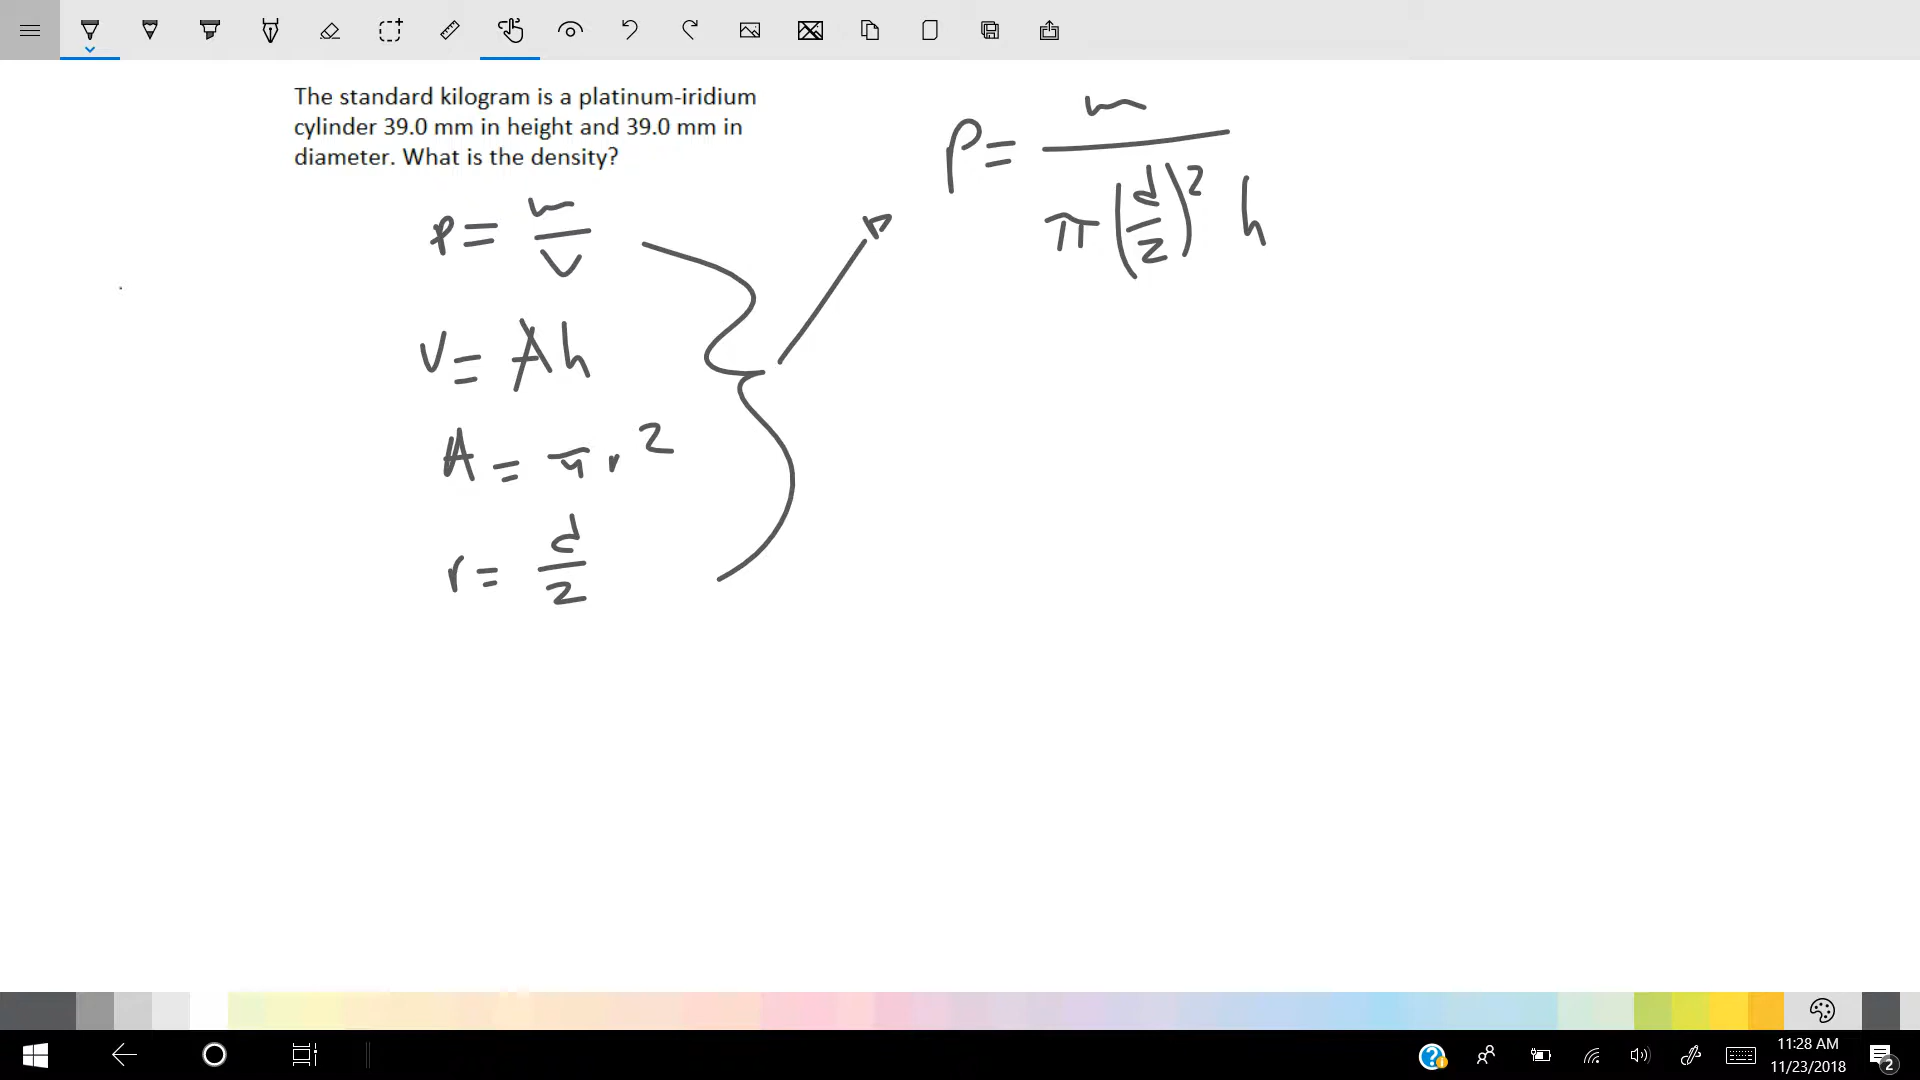 The standard kilogram is a platinum-iridium
cylinder 39.0 mm in height and 39.0 mm in
diameter. What is the density?
ρ = m/V
V = Ah
A = πr²
r = d/2
ρ = m/(π(d/2)² h)
11:28 AM
11/23/2018
2